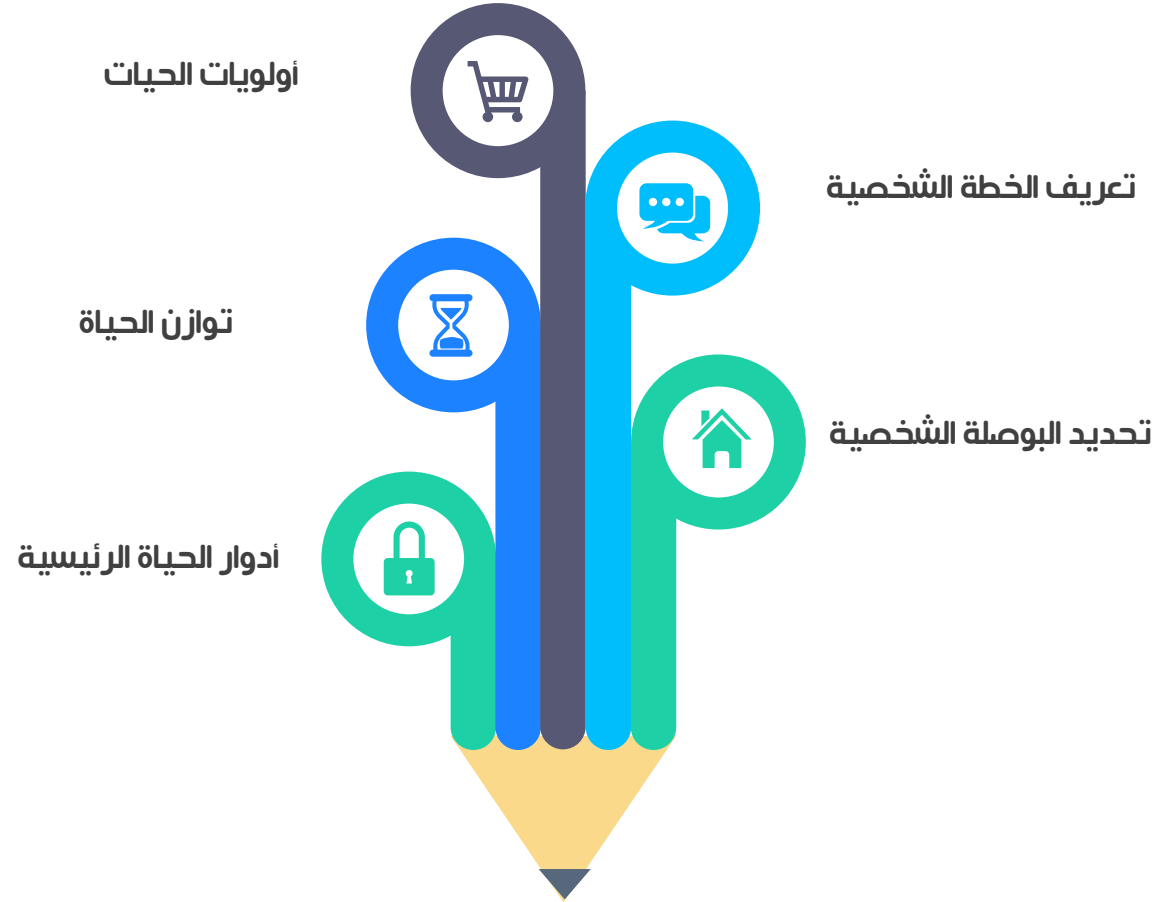 أولويات الحيات
تعريف الخطة الشخصية
توازن الحياة
تحديد البوصلة الشخصية
أدوار الحياة الرئيسية